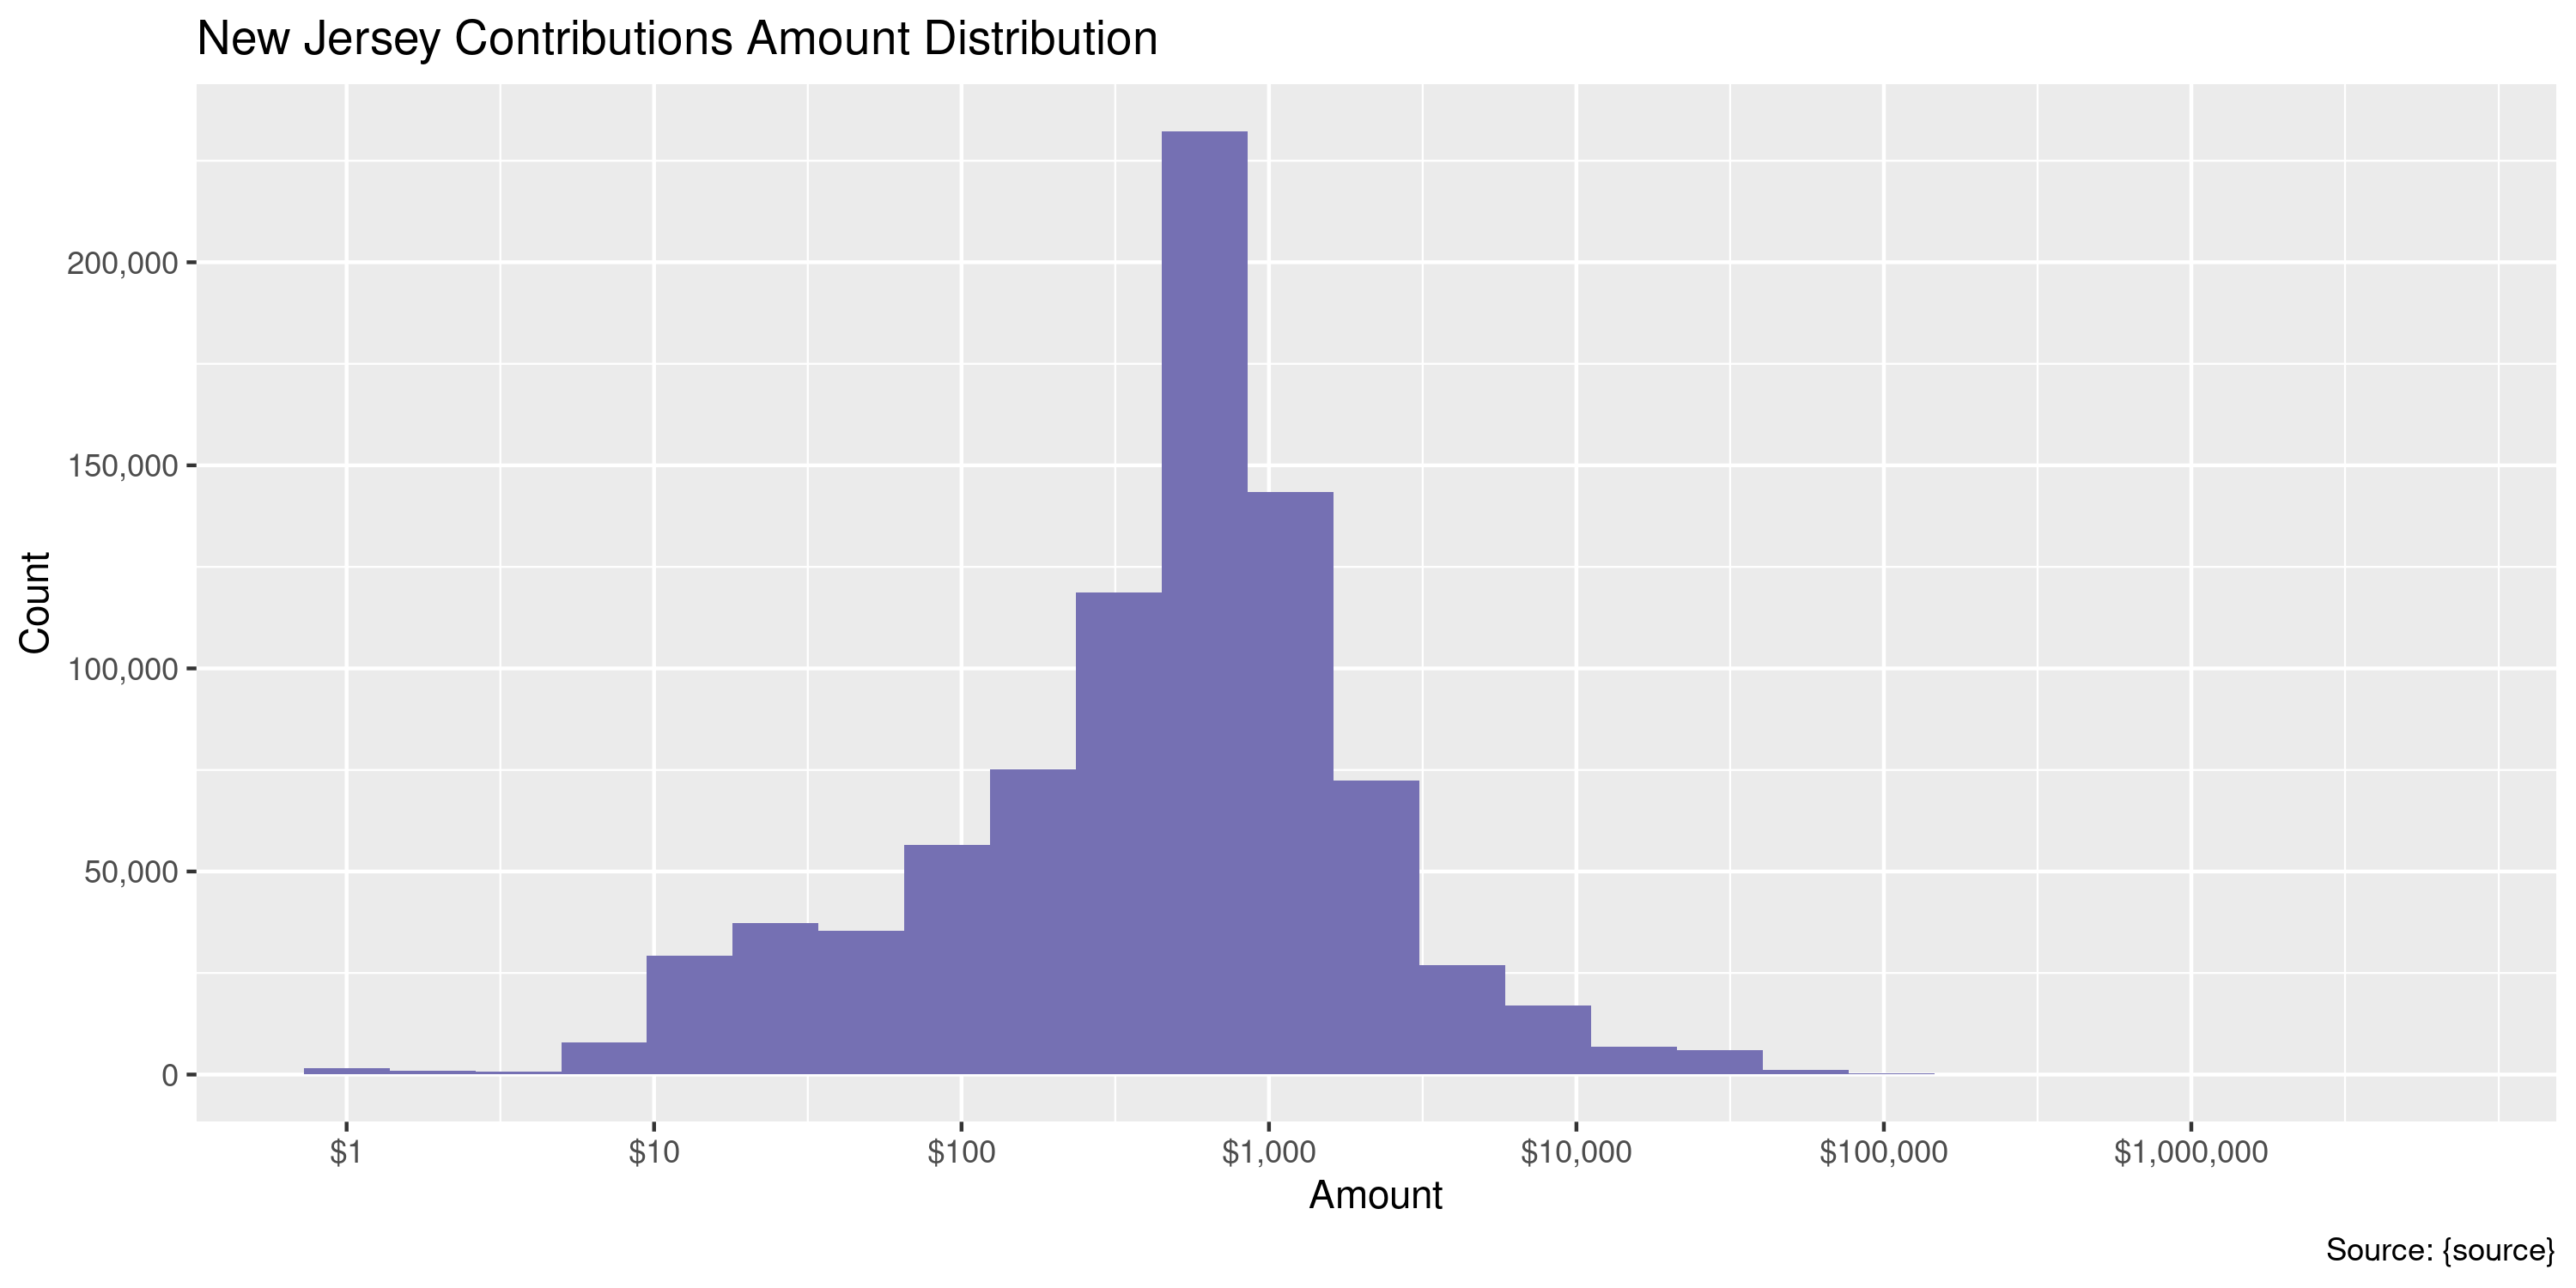 New Jersey Contributions Amount Distribution
Count
200,000
150,000
100,000
50,000
0
$1 $10 $100 $1,000 $10,000 $100,000 $1,000,000
Amount
Source: {source}